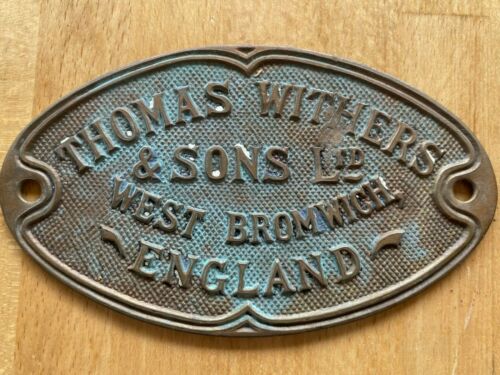 THOMAS WITHERS
& SONS LTD
WEST BROMWICH,
ENGLAND